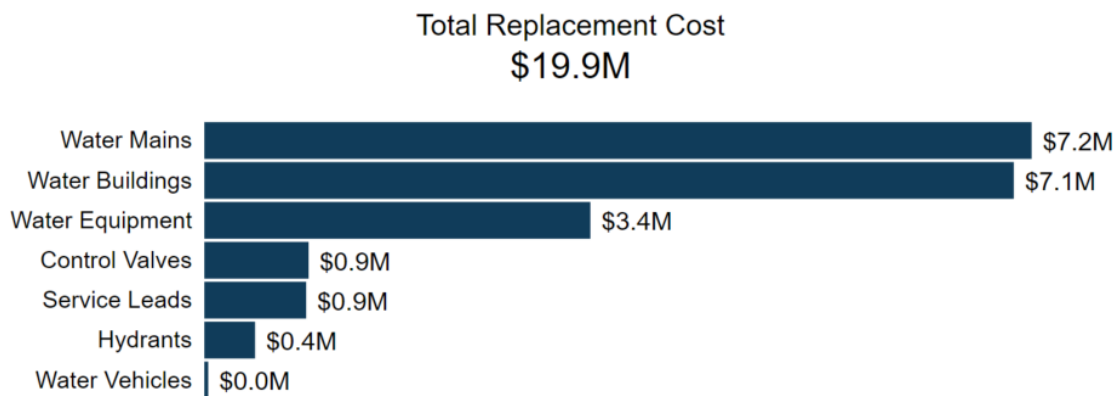 Total Replacement Cost
$19.9M
Water Mains $7.2M
Water Buildings $7.1M
Water Equipment $3.4M
Control Valves $0.9M
Service Leads $0.9M
Hydrants $0.4M
Water Vehicles $0.0M